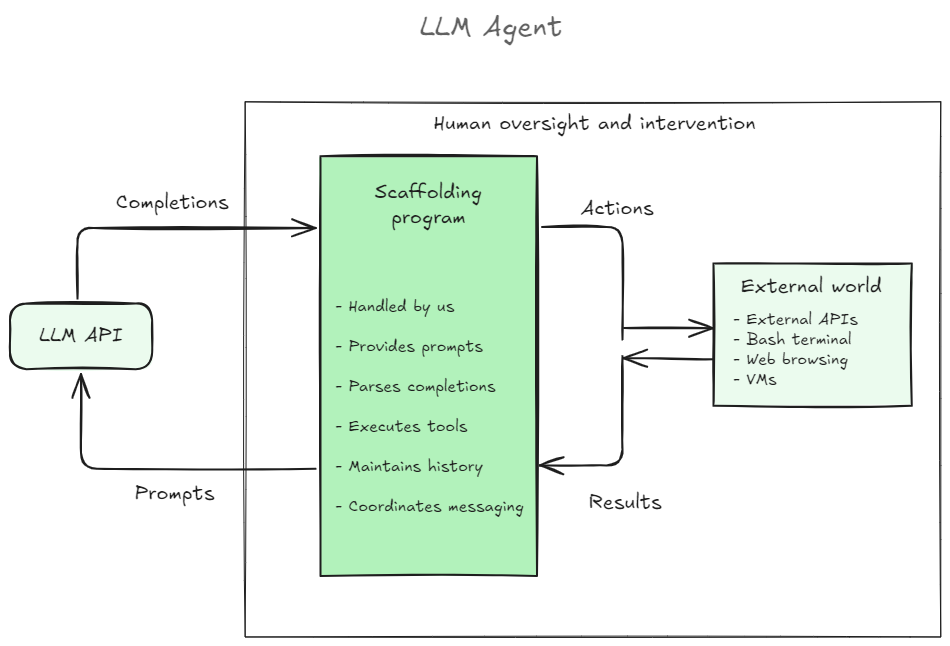 LLM Agent
Human oversight and intervention
Scaffolding
program
Completions
Actions
External world
- External APIs
- Bash terminal
- Web browsing
- VMs
LLM API
- Handled by us
- Provides prompts
- Parses completions
- Executes tools
- Maintains history
- Coordinates messaging
Prompts
Results